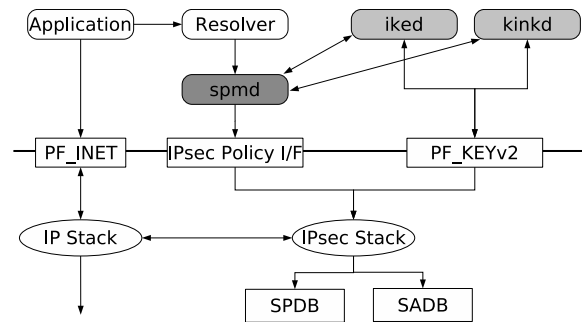 Application
Resolver
iked
kinkd
spmd
PF_INET
IPsec Policy I/F
PF_KEYv2
IP Stack
IPsec Stack
SPDB
SADB